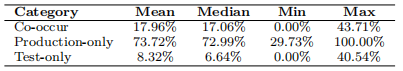 Category Mean Median Min Max
Co-occur 17.96% 17.06% 0.00% 43.71%
Production-only 73.72% 72.99% 29.73% 100.00%
Test-only 8.32% 6.64% 0.00% 40.54%